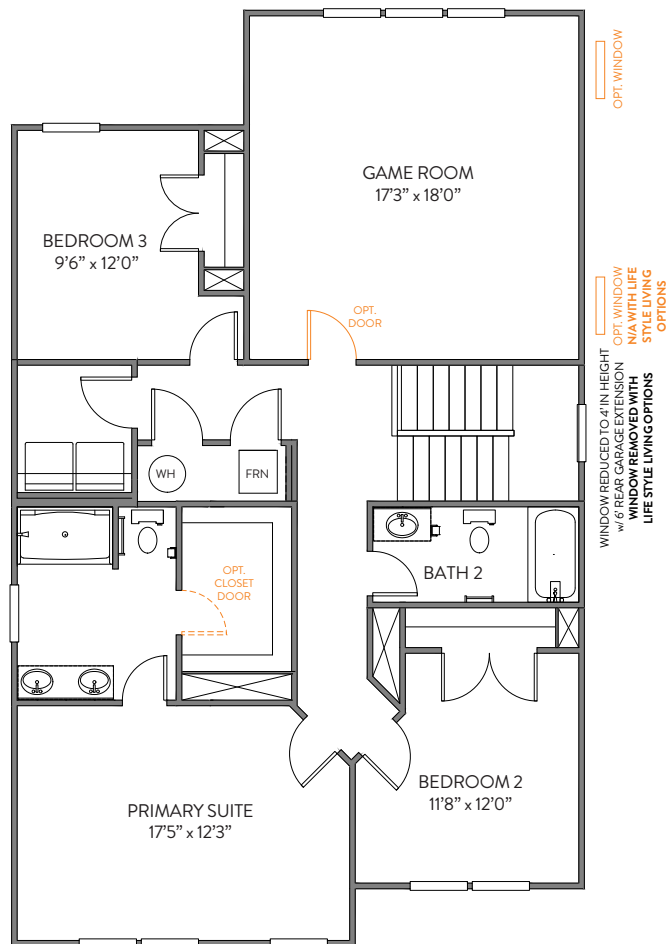 OPT. WINDOW
GAME ROOM
17'3” x 18'0”
BEDROOM 3
9'6” x 12'0”
OPT.
DOOR
OPT. WINDOW
N/A WITH LIFE
STYLE LIVING
OPTIONS
WINDOW REDUCED TO 4' IN HEIGHT
w/ 6' REAR GARAGE EXTENSION
WINDOW REMOVED WITH
LIFE STYLE LIVING OPTIONS
WH
FRN
OPT.
CLOSET
DOOR
BATH 2
BEDROOM 2
11'8” x 12'0”
PRIMARY SUITE
17'5” x 12'3”